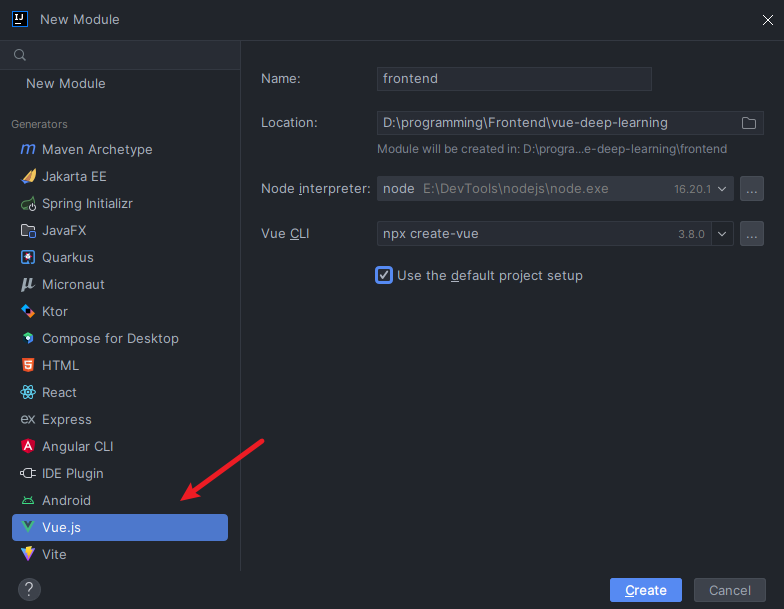 New Module
New Module
Generators
Maven Archetype
Jakarta EE
Spring Initializr
JavaFX
Quarkus
Micronaut
Ktor
Compose for Desktop
HTML
React
Express
Angular CLI
IDE Plugin
Android
Vue.js
Vite
Name: frontend
Location: D:\programming\Frontend\vue-deep-learning
Module will be created in: D:\progra...e-deep-learning\frontend
Node interpreter: node E:\DevTools\nodejs\node.exe 16.20.1 ...
Vue CLI npx create-vue 3.8.0 ...
Use the default project setup
? Create Cancel